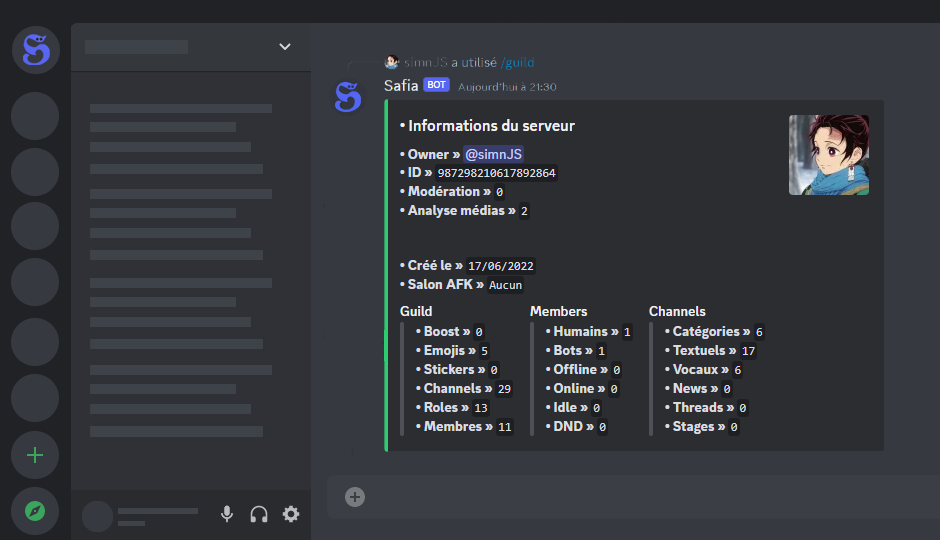 simnJS a utilisé /guild
Safia BOT Aujourd'hui à 21:30
• Informations du serveur
• Owner » @simnJS
• ID » 987298210617892864
• Modération » 0
• Analyse médias » 2
• Créé le » 17/06/2022
• Salon AFK » Aucun
Guild
• Boost » 0
• Emojis » 5
• Stickers » 0
• Channels » 29
• Roles » 13
• Membres » 11
Members
• Humains » 1
• Bots » 1
• Offline » 0
• Online » 0
• Idle » 0
• DND » 0
Channels
• Catégories » 6
• Textuels » 17
• Vocaux » 6
• News » 0
• Threads » 0
• Stages » 0